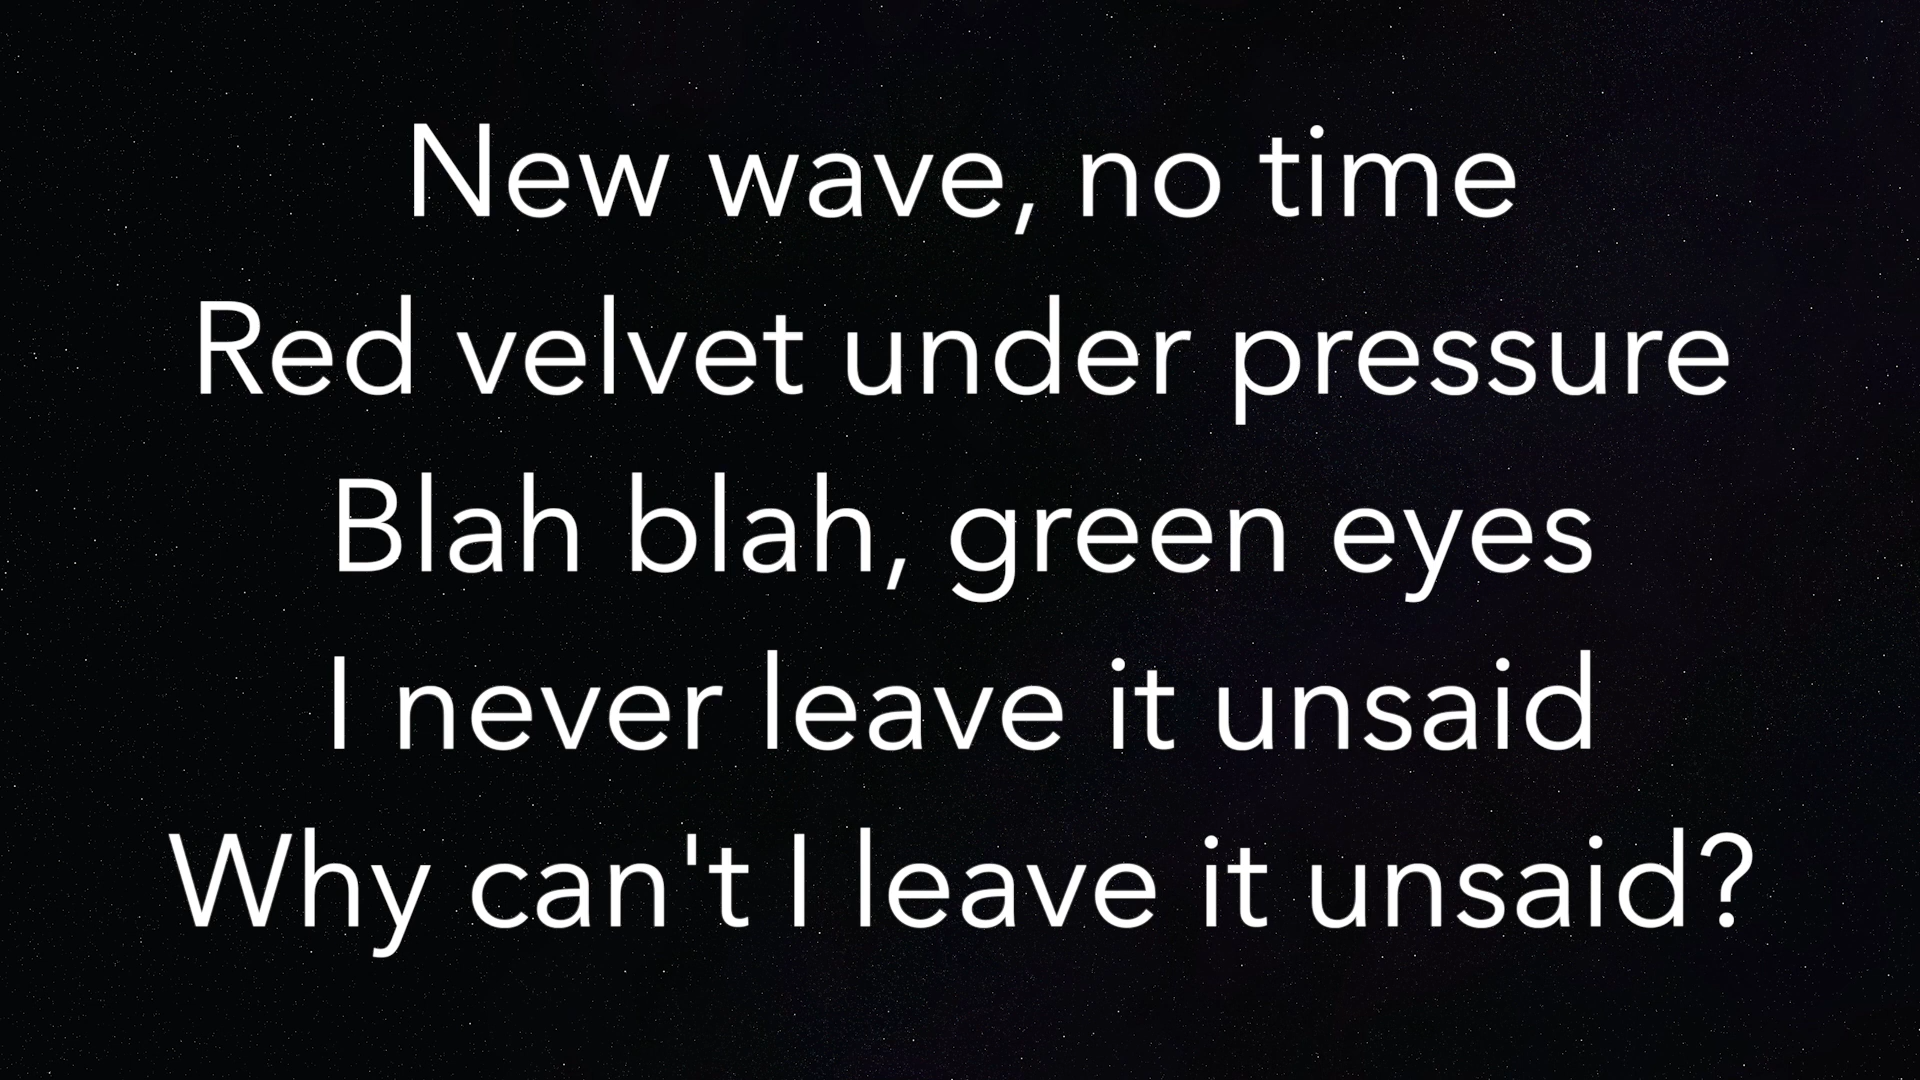 New wave, no time
Red velvet under pressure
Blah blah, green eyes
I never leave it unsaid
Why can't I leave it unsaid?